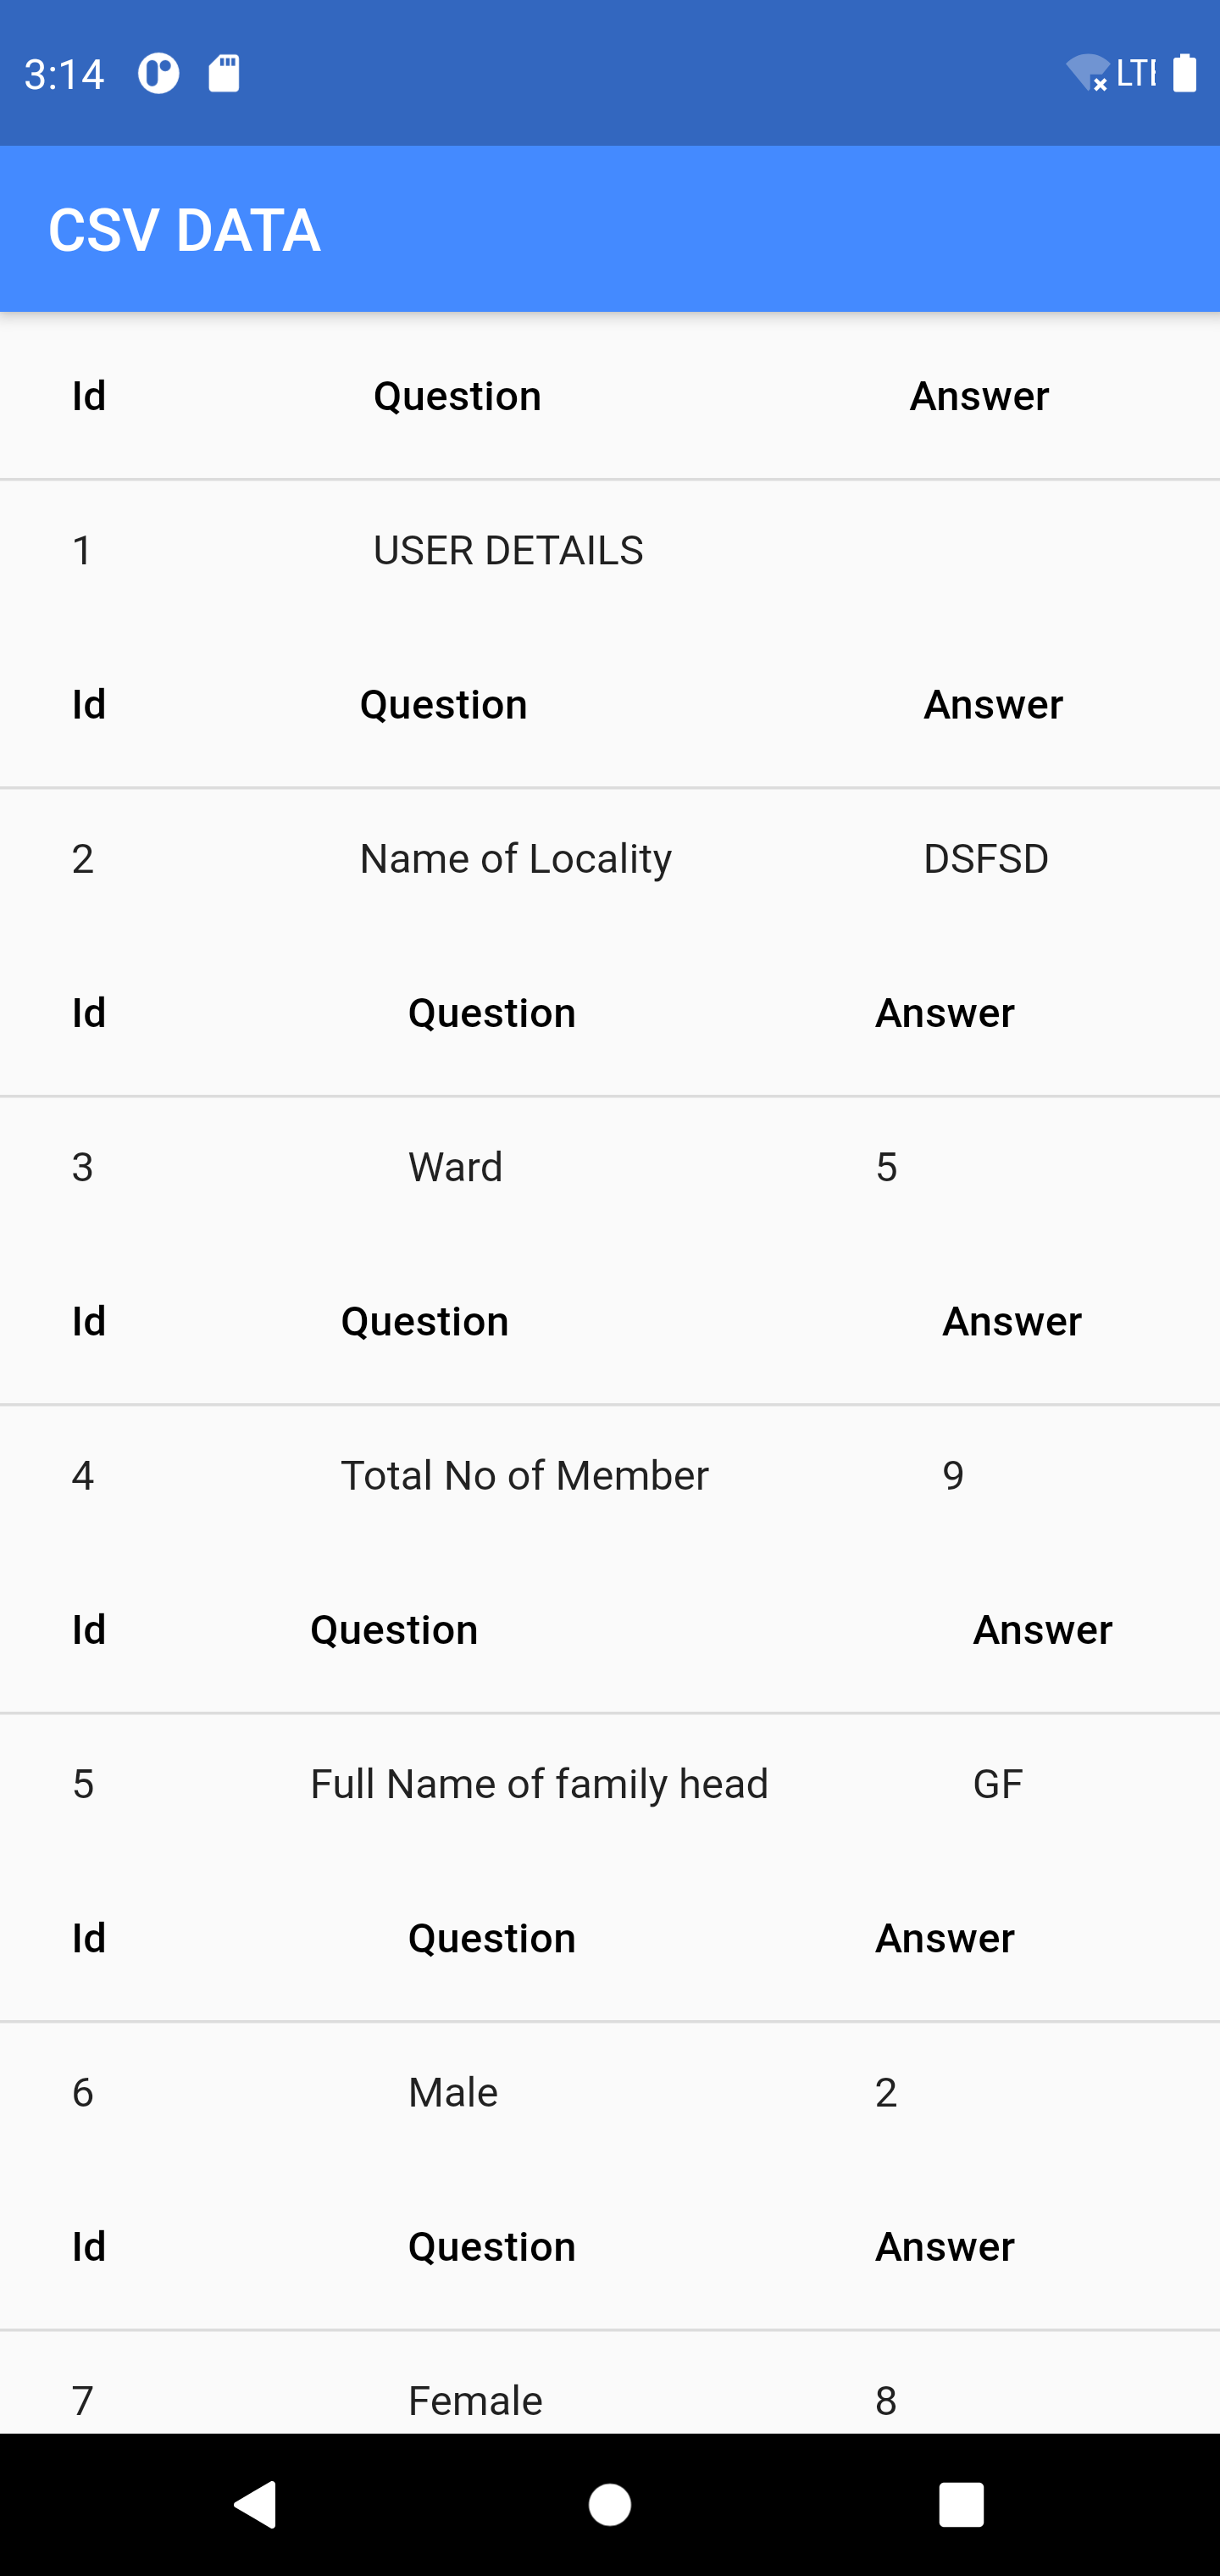 3:14 LTE
CSV DATA
Id Question Answer
1 USER DETAILS
Id Question Answer
2 Name of Locality DSFSD
Id Question Answer
3 Ward 5
Id Question Answer
4 Total No of Member 9
Id Question Answer
5 Full Name of family head GF
Id Question Answer
6 Male 2
Id Question Answer
7 Female 8